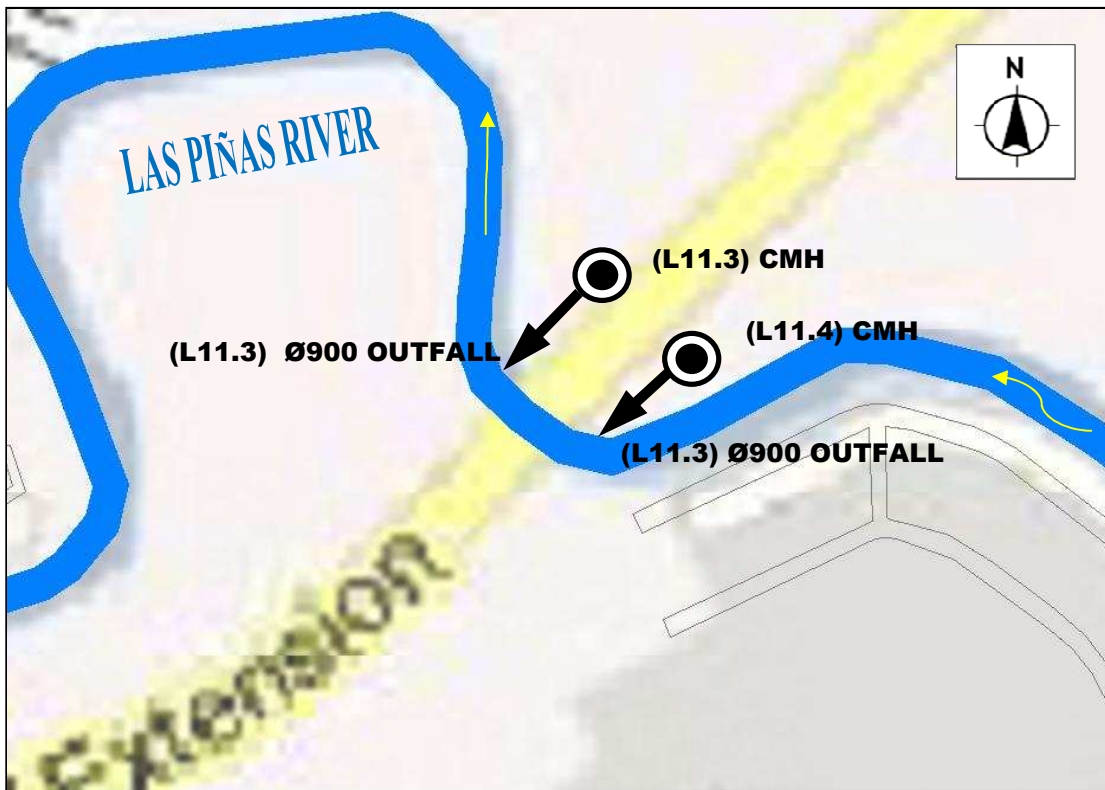 N
LAS PIÑAS RIVER
(L11.3) CMH
(L11.4) CMH
(L11.3) Ø900 OUTFALL
(L11.3) Ø900 OUTFALL
Extension